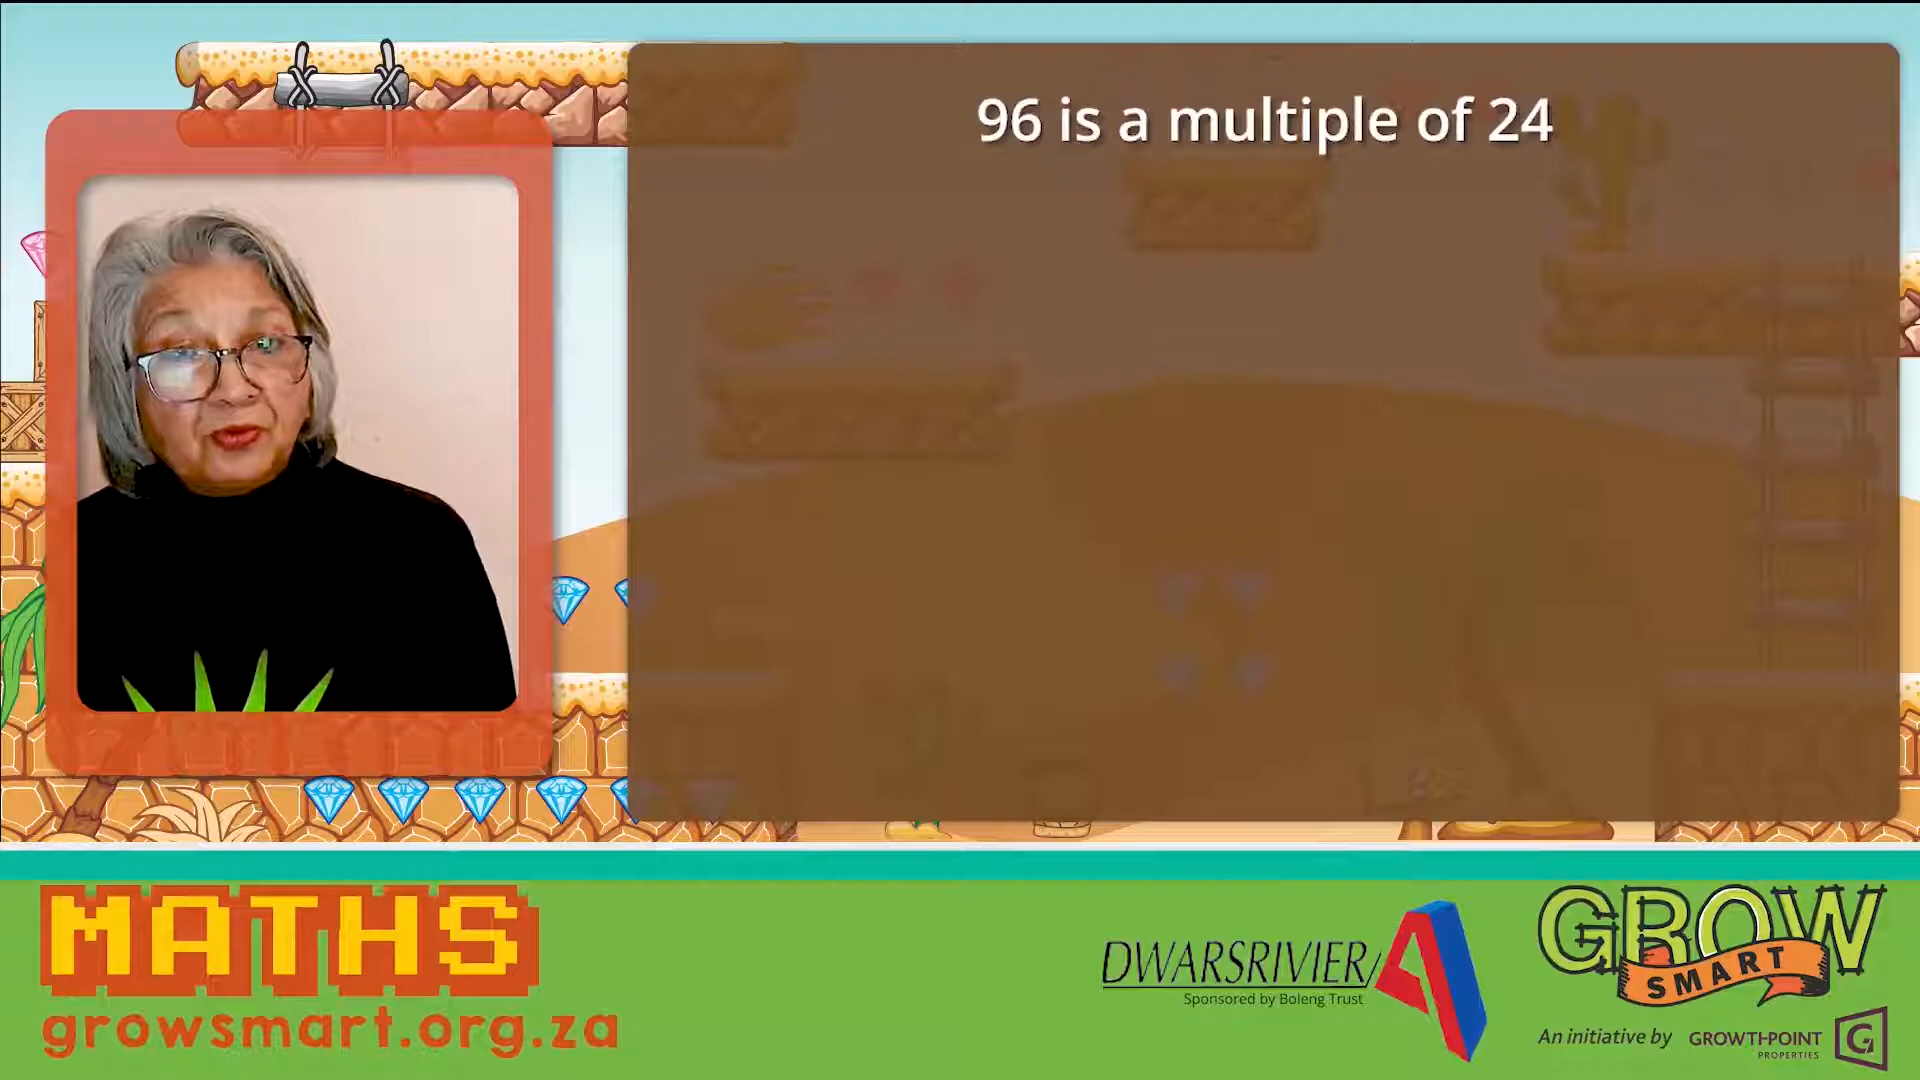 96 is a multiple of 24
MATHS
growsmart.org.za
DWARSRIVIER
Sponsored by Boleng Trust
GROW
SMART
An initiative by
GROWTHPOINT
PROPERTIES
G